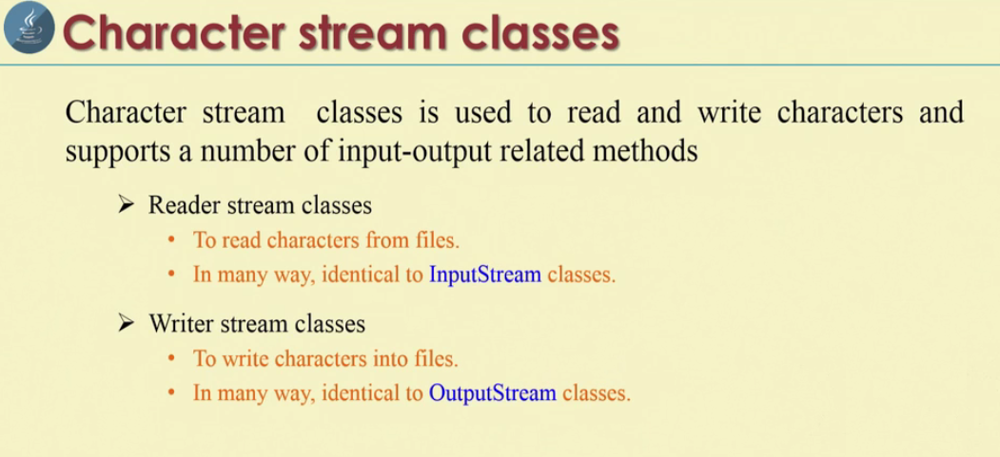 Character stream classes
Character stream classes is used to read and write characters and
supports a number of input-output related methods
➢ Reader stream classes
• To read characters from files.
• In many way, identical to InputStream classes.
➢ Writer stream classes
• To write characters into files.
• In many way, identical to OutputStream classes.